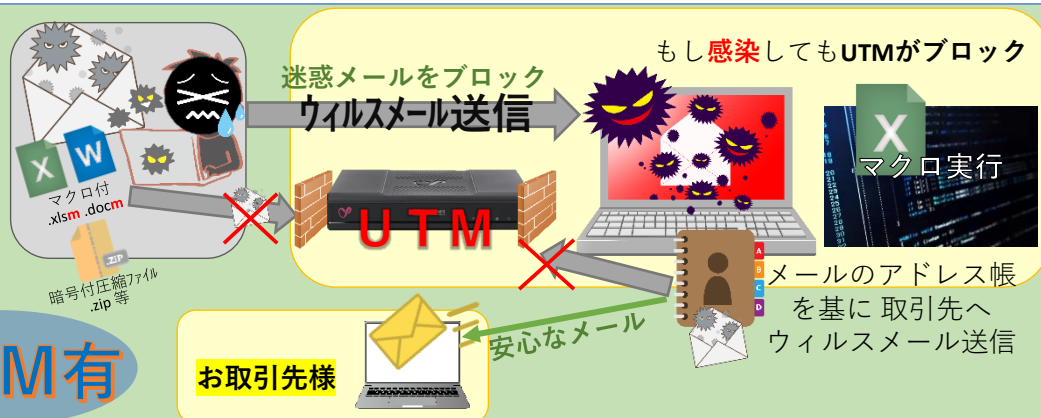 もし感染してもUTMがブロック
迷惑メールをブロック
ウィルスメール送信
X
W
マクロ付
.xlsm .docm
.ZIP
暗号付圧縮ファイル
.zip 等
UTM
X
マクロ実行
A
B
C
D
メールのアドレス帳
を基に 取引先へ
ウィルスメール送信
安心なメール
お取引先様
M有